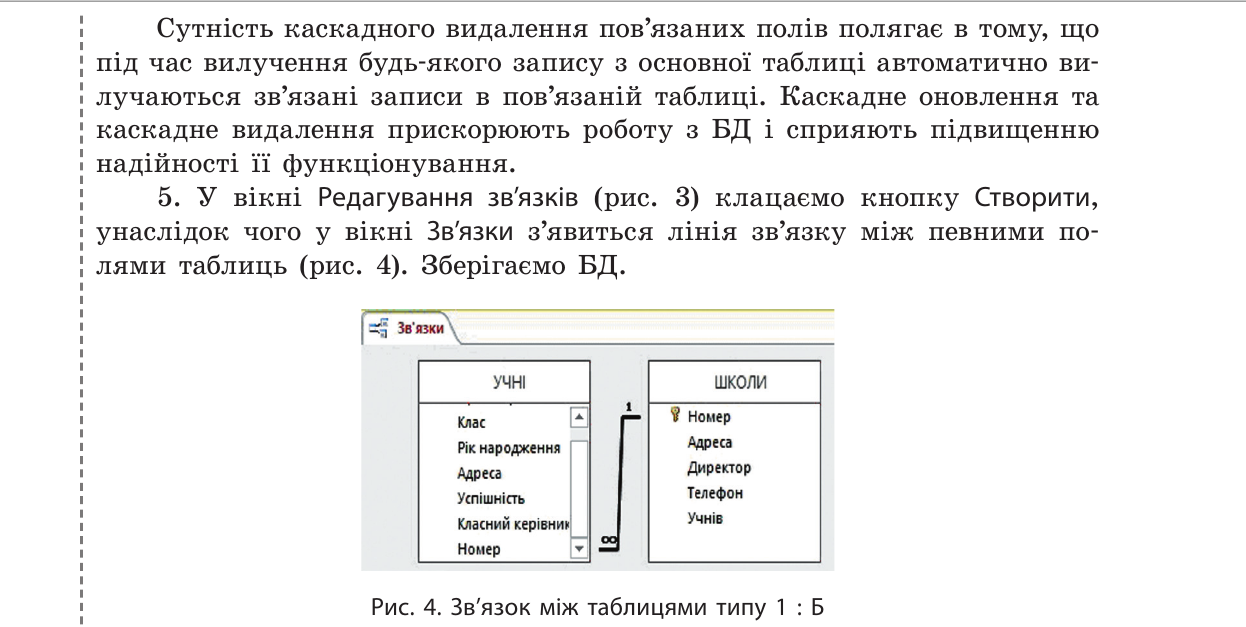 Сутність каскадного видалення пов’язаних полів полягає в тому, що
під час вилучення будь-якого запису з основної таблиці автоматично ви-
лучаються зв’язані записи в пов’язаній таблиці. Каскадне оновлення та
каскадне видалення прискорюють роботу з БД і сприяють підвищенню
надійності її функціонування.
5. У вікні Редагування зв’язків (рис. 3) клацаємо кнопку Створити,
унаслідок чого у вікні Зв’язки з’явиться лінія зв’язку між певними по-
лями таблиць (рис. 4). Зберігаємо БД.
Зв'язки
УЧНІ
Клас
Рік народження
Адреса
Успішність
Класний керівник
Номер
1
∞
ШКОЛИ
Номер
Адреса
Директор
Телефон
Учнів
Рис. 4. Зв’язок між таблицями типу 1 : Б